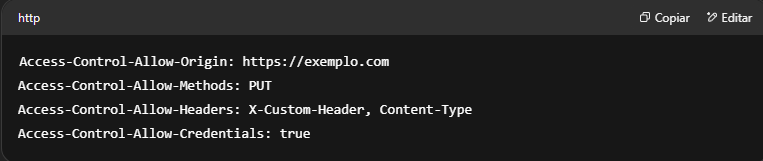 http
Copiar
Editar
Access-Control-Allow-Origin: https://exemplo.com
Access-Control-Allow-Methods: PUT
Access-Control-Allow-Headers: X-Custom-Header, Content-Type
Access-Control-Allow-Credentials: true